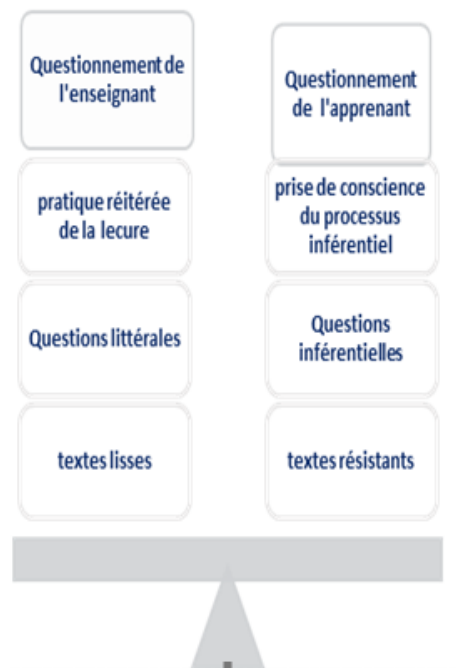 Questionnement de
l'enseignant
pratique réitérée
de la lecure
Questions littérales
textes lisses
Questionnement
de l'apprenant
prise de conscience
du processus
inférentiel
Questions
inférentielles
textes résistants